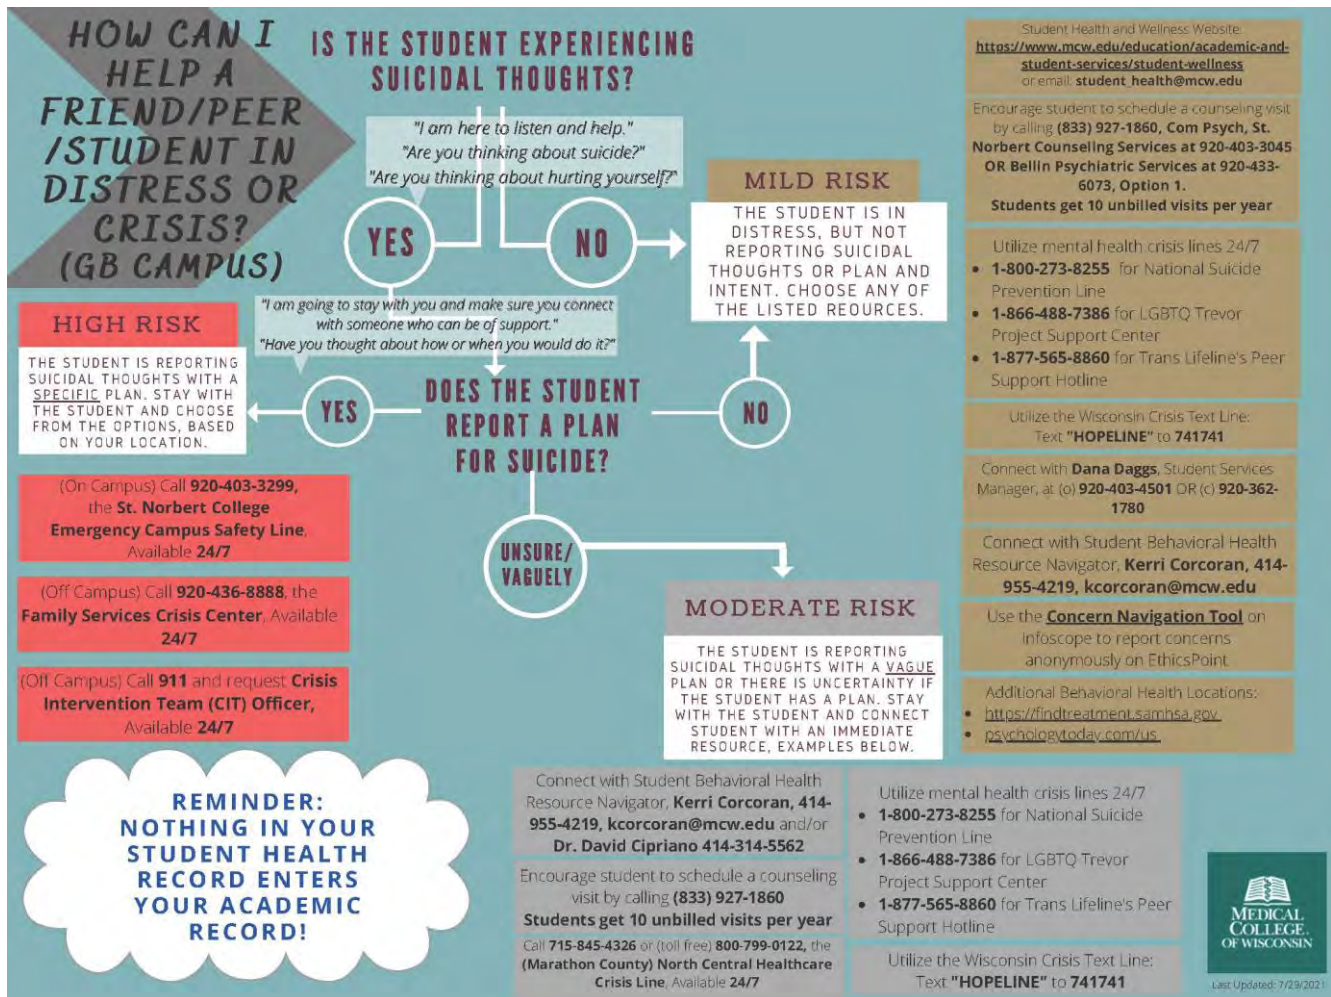 HOW CAN I
HELP A
FRIEND/PEER
/STUDENT IN
DISTRESS OR
CRISIS?
(GB CAMPUS)
IS THE STUDENT EXPERIENCING
SUICIDAL THOUGHTS?
"I am here to listen and help."
"Are you thinking about suicide?"
"Are you thinking about hurting yourself?"
YES
NO
MILD RISK
THE STUDENT IS IN
DISTRESS, BUT NOT
REPORTING SUICIDAL
THOUGHTS OR PLAN AND
INTENT. CHOOSE ANY OF
THE LISTED REOURCES.
"I am going to stay with you and make sure you connect
with someone who can be of support."
"Have you thought about how or when you would do it?"
HIGH RISK
THE STUDENT IS REPORTING
SUICIDAL THOUGHTS WITH A
SPECIFIC PLAN. STAY WITH
THE STUDENT AND CHOOSE
FROM THE OPTIONS, BASED
ON YOUR LOCATION.
YES
DOES THE STUDENT
REPORT A PLAN
FOR SUICIDE?
NO
UNSURE/
VAGUELY
(On Campus) Call 920-403-3299,
the St. Norbert College
Emergency Campus Safety Line,
Available 24/7
(Off Campus) Call 920-436-8888, the
Family Services Crisis Center, Available
24/7
(Off Campus) Call 911 and request Crisis
Intervention Team (CIT) Officer,
Available 24/7
REMINDER:
NOTHING IN YOUR
STUDENT HEALTH
RECORD ENTERS
YOUR ACADEMIC
RECORD!
MODERATE RISK
THE STUDENT IS REPORTING
SUICIDAL THOUGHTS WITH A VAGUE
PLAN OR THERE IS UNCERTAINTY IF
THE STUDENT HAS A PLAN. STAY
WITH THE STUDENT AND CONNECT
STUDENT WITH AN IMMEDIATE
RESOURCE, EXAMPLES BELOW.
Connect with Student Behavioral Health
Resource Navigator, Kerri Corcoran, 414-
955-4219, kcorcoran@mcw.edu and/or
Dr. David Cipriano 414-314-5562
Encourage student to schedule a counseling
visit by calling (833) 927-1860
Students get 10 unbilled visits per year
Call 715-845-4326 or (toll free) 800-799-0122, the
(Marathon County) North Central Healthcare
Crisis Line, Available 24/7
Utilize mental health crisis lines 24/7
• 1-800-273-8255 for National Suicide
Prevention Line
• 1-866-488-7386 for LGBTQ Trevor
Project Support Center
• 1-877-565-8860 for Trans Lifeline's Peer
Support Hotline
Utilize the Wisconsin Crisis Text Line:
Text "HOPELINE" to 741741
Student Health and Wellness Website:
https://www.mcw.edu/education/academic-and-
student-services/student-wellness
or email: student_health@mcw.edu
Encourage student to schedule a counseling visit
by calling (833) 927-1860, Com Psych, St.
Norbert Counseling Services at 920-403-3045
OR Bellin Psychiatric Services at 920-433-
6073, Option 1.
Students get 10 unbilled visits per year
Utilize mental health crisis lines 24/7
• 1-800-273-8255 for National Suicide
Prevention Line
• 1-866-488-7386 for LGBTQ Trevor
Project Support Center
• 1-877-565-8860 for Trans Lifeline's Peer
Support Hotline
Utilize the Wisconsin Crisis Text Line:
Text "HOPELINE" to 741741
Connect with Dana Daggs, Student Services
Manager, at (o) 920-403-4501 OR (c) 920-362-
1780
Connect with Student Behavioral Health
Resource Navigator, Kerri Corcoran, 414-
955-4219, kcorcoran@mcw.edu
Use the Concern Navigation Tool on
Infoscope to report concerns
anonymously on EthicsPoint
Additional Behavioral Health Locations:
• https://findtreatment.samhsa.gov
• psychologytoday.com/us
MEDICAL
COLLEGE
OF WISCONSIN
Last Updated: 7/29/2021